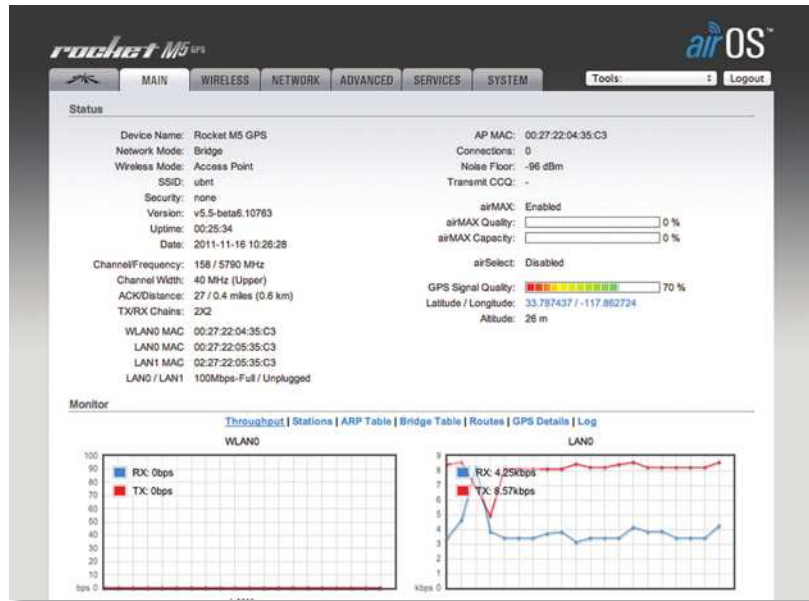 rocket M5 GPS
airOS™
MAIN WIRELESS NETWORK ADVANCED SERVICES SYSTEM Tools: Logout
Status
Device Name: Rocket M5 GPS
Network Mode: Bridge
Wireless Mode: Access Point
SSID: ubnt
Security: none
Version: v5.5-beta6.10763
Uptime: 00:25:34
Date: 2011-11-16 10:26:28
Channel/Frequency: 158 / 5790 MHz
Channel Width: 40 MHz (Upper)
ACK/Distance: 27 / 0.4 miles (0.6 km)
TX/RX Chains: 2X2
WLAN0 MAC 00:27:22:04:35:C3
LAN0 MAC 00:27:22:05:35:C3
LAN1 MAC 02:27:22:05:35:C3
LAN0 / LAN1 100Mbps-Full / Unplugged
AP MAC: 00:27:22:04:35:C3
Connections: 0
Noise Floor: -96 dBm
Transmit CCQ: -
airMAX: Enabled
airMAX Quality: 0 %
airMAX Capacity: 0 %
airSelect: Disabled
GPS Signal Quality: 70 %
Latitude / Longitude: 33.787437 / -117.862724
Altitude: 26 m
Monitor
Throughput | Stations | ARP Table | Bridge Table | Routes | GPS Details | Log
WLAN0
100
90
80
70
60
50
40
30
20
10
bps 0
RX: 0bps
TX: 0bps
LAN0
9
8
7
6
5
4
3
2
1
kbps 0
RX: 4.25kbps
TX: 8.57kbps